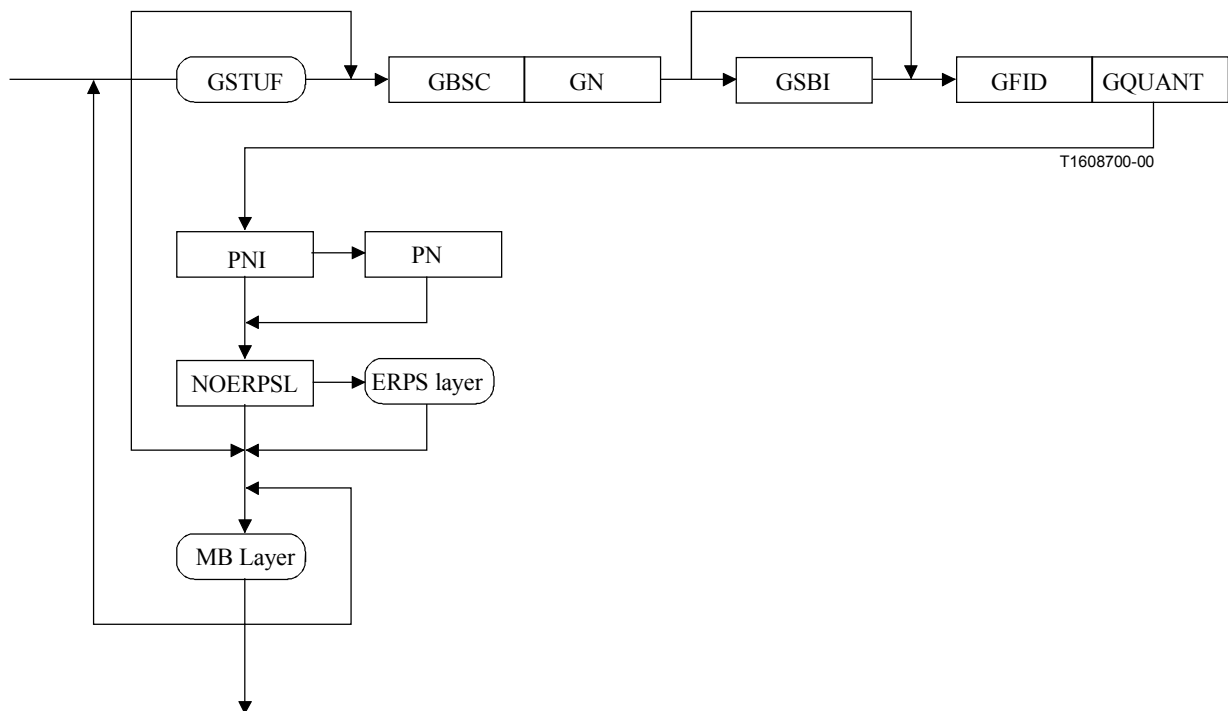 GSTUF
GBSC
GN
GSBI
GFID
GQUANT
T1608700-00
PNI
PN
NOERPSL
ERPS layer
MB Layer